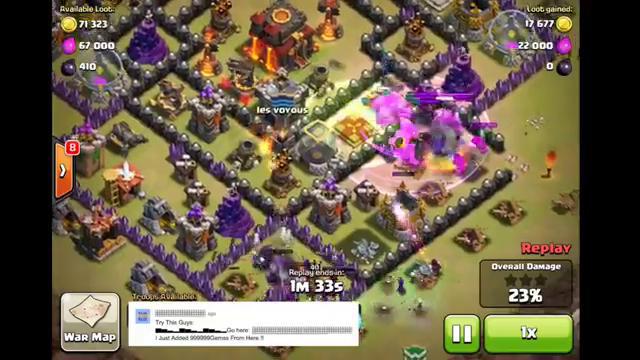 Available Loot:
71 323
67 000
410
Loot gained:
17 677
22 000
0
les voyous
8
Replay
Overall Damage
23%
Replay ends in:
1M 33s
Troops Available:
ago
Try This Guys:
Go here:
I Just Added 999999Gemss From Here !!
War Map
1x